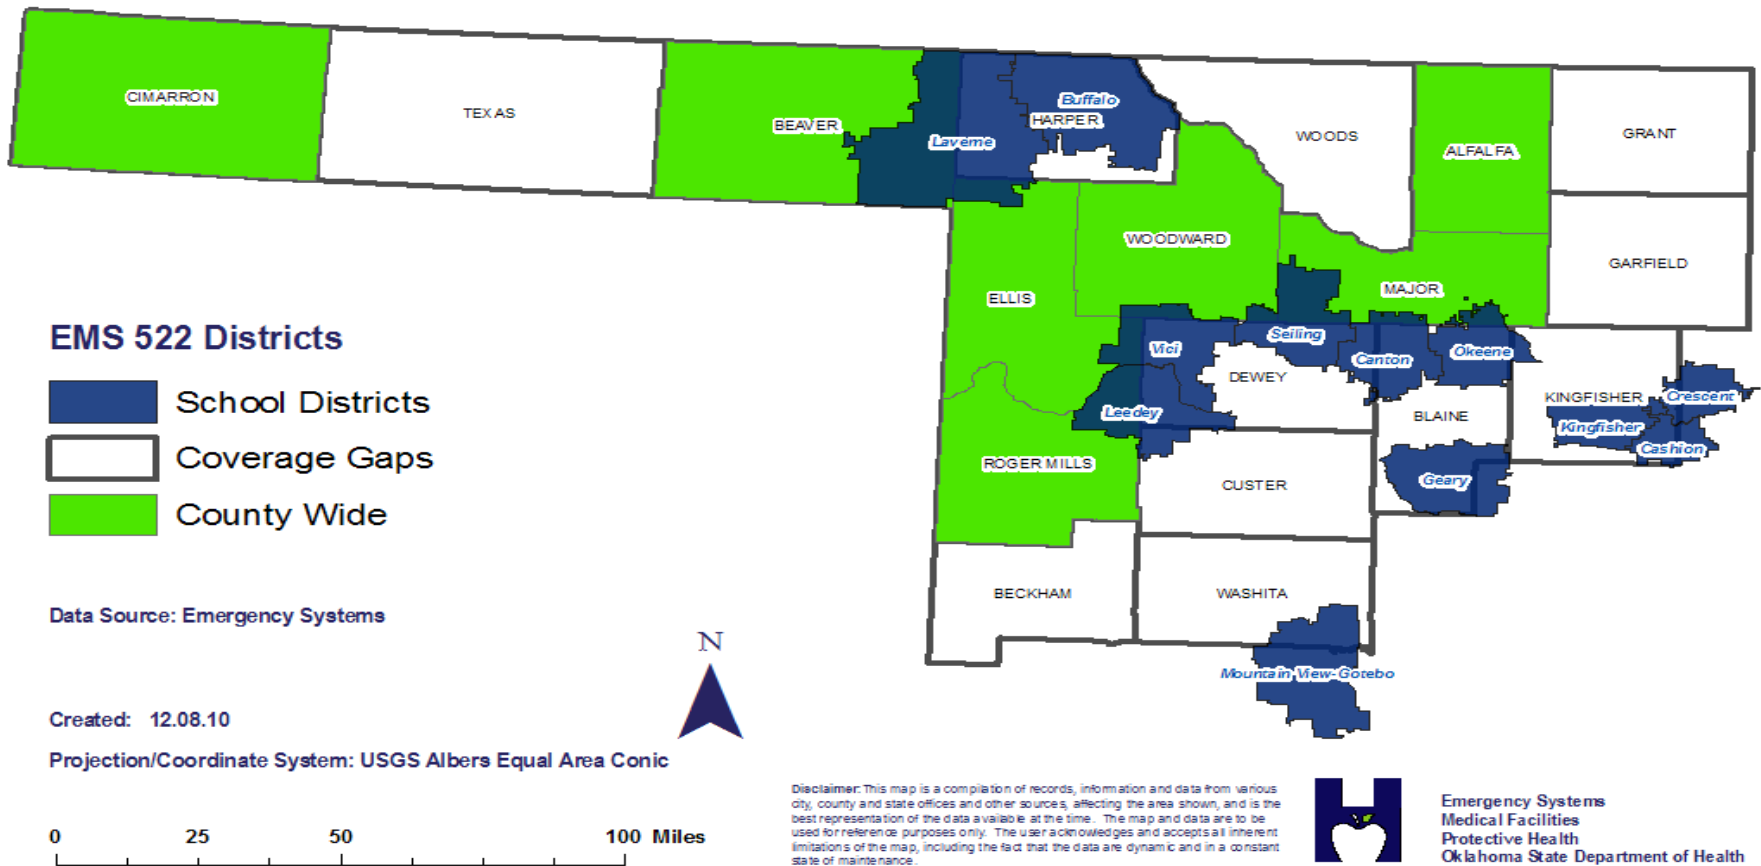 CIMARRON
TEXAS
BEAVER
Laverne
Buffalo
HARPER
WOODS
ALFALFA
GRANT
WOODWARD
GARFIELD
ELLIS
MAJOR
EMS 522 Districts
School Districts
Coverage Gaps
County Wide
Vici
Seiling
Canton
Okeene
DEWEY
Leedey
BLAINE
KINGFISHER
Crescent
Kingfisher
Cashion
ROGER MILLS
CUSTER
Geary
BECKHAM
WASHITA
Mountain View-Gotebo
Data Source: Emergency Systems
N
Created: 12.08.10
Projection/Coordinate System: USGS Albers Equal Area Conic
0 25 50 100 Miles
Disclaimer: This map is a compilation of records, information and data from various
city, county and state offices and other sources, affecting the area shown, and is the
best representation of the data available at the time. The map and data are to be
used for reference purposes only. The user acknowledges and accepts all inherent
limitations of the map, including the fact that the data are dynamic and in a constant
state of maintenance.
Emergency Systems
Medical Facilities
Protective Health
Oklahoma State Department of Health